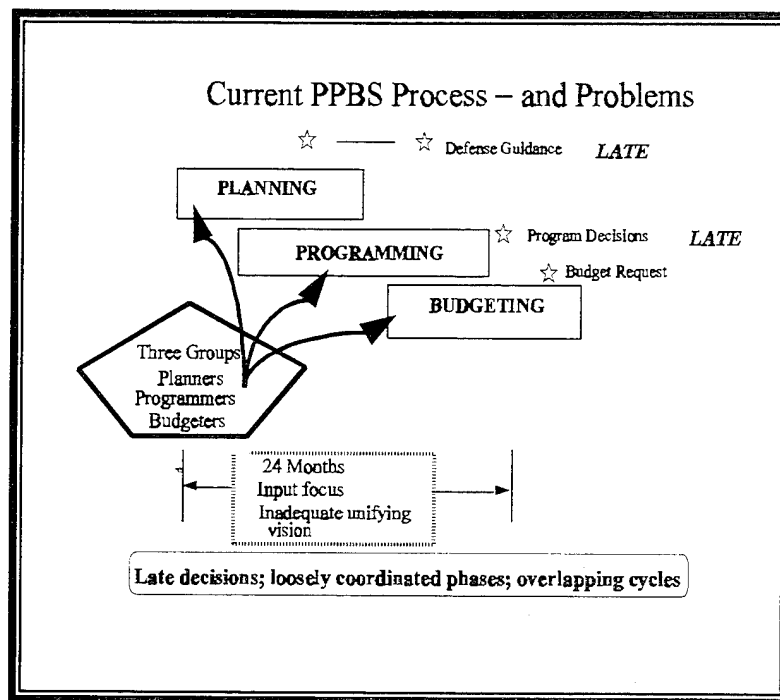 Current PPBS Process – and Problems
☆ — ☆ Defense Guidance LATE
PLANNING
☆ Program Decisions LATE
PROGRAMMING
☆ Budget Request
BUDGETING
Three Groups
Planners
Programmers
Budgeters
24 Months
Input focus
Inadequate unifying
vision
Late decisions; loosely coordinated phases; overlapping cycles